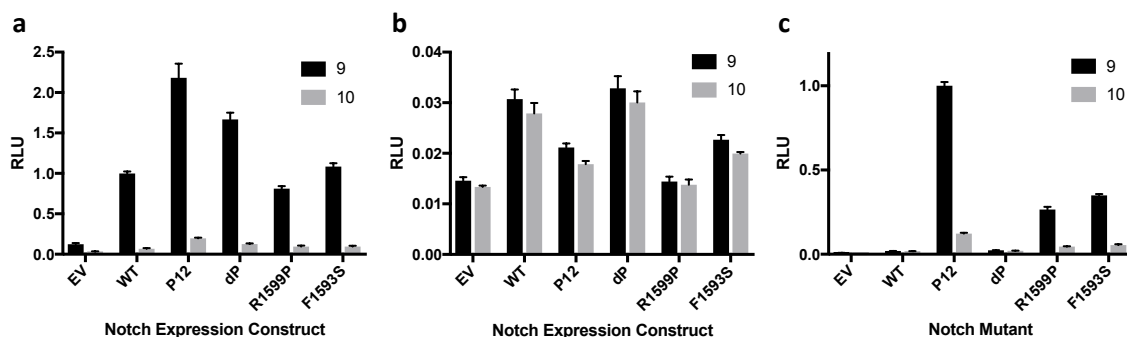 a
2.5
2.0
1.5
1.0
0.5
0.0
RLU
9
10
EV
WT
P12
dP
R1599P
F1593S
Notch Expression Construct
b
0.04
0.03
0.02
0.01
0.00
RLU
9
10
EV
WT
P12
dP
R1599P
F1593S
Notch Expression Construct
c
1.0
0.5
0.0
RLU
9
10
EV
WT
P12
dP
R1599P
F1593S
Notch Mutant